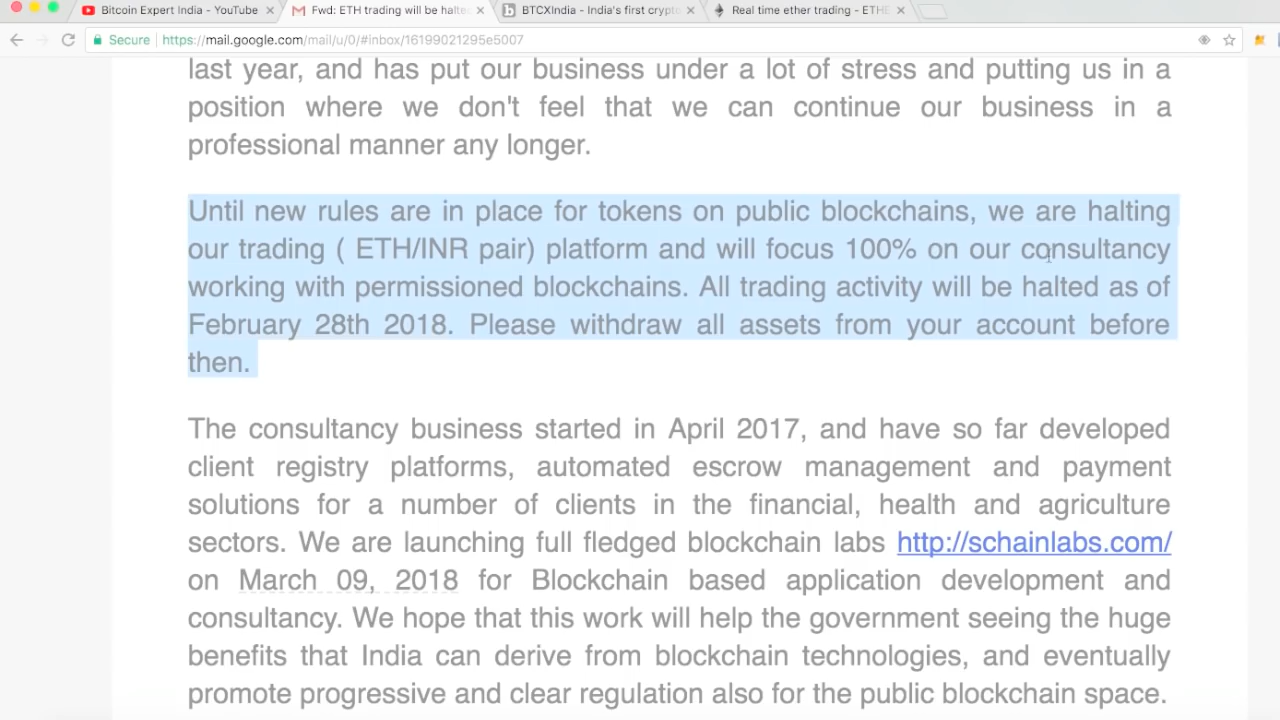 Bitcoin Expert India - YouTube
Fwd: ETH trading will be halte
BTCXIndia - India's first crypto
Real time ether trading - ETHE
Secure https://mail.google.com/mail/u/0/#inbox/16199021295e5007
last year, and has put our business under a lot of stress and putting us in a
position where we don't feel that we can continue our business in a
professional manner any longer.
Until new rules are in place for tokens on public blockchains, we are halting
our trading ( ETH/INR pair) platform and will focus 100% on our consultancy
working with permissioned blockchains. All trading activity will be halted as of
February 28th 2018. Please withdraw all assets from your account before
then.
The consultancy business started in April 2017, and have so far developed
client registry platforms, automated escrow management and payment
solutions for a number of clients in the financial, health and agriculture
sectors. We are launching full fledged blockchain labs http://schainlabs.com/
on March 09, 2018 for Blockchain based application development and
consultancy. We hope that this work will help the government seeing the huge
benefits that India can derive from blockchain technologies, and eventually
promote progressive and clear regulation also for the public blockchain space.